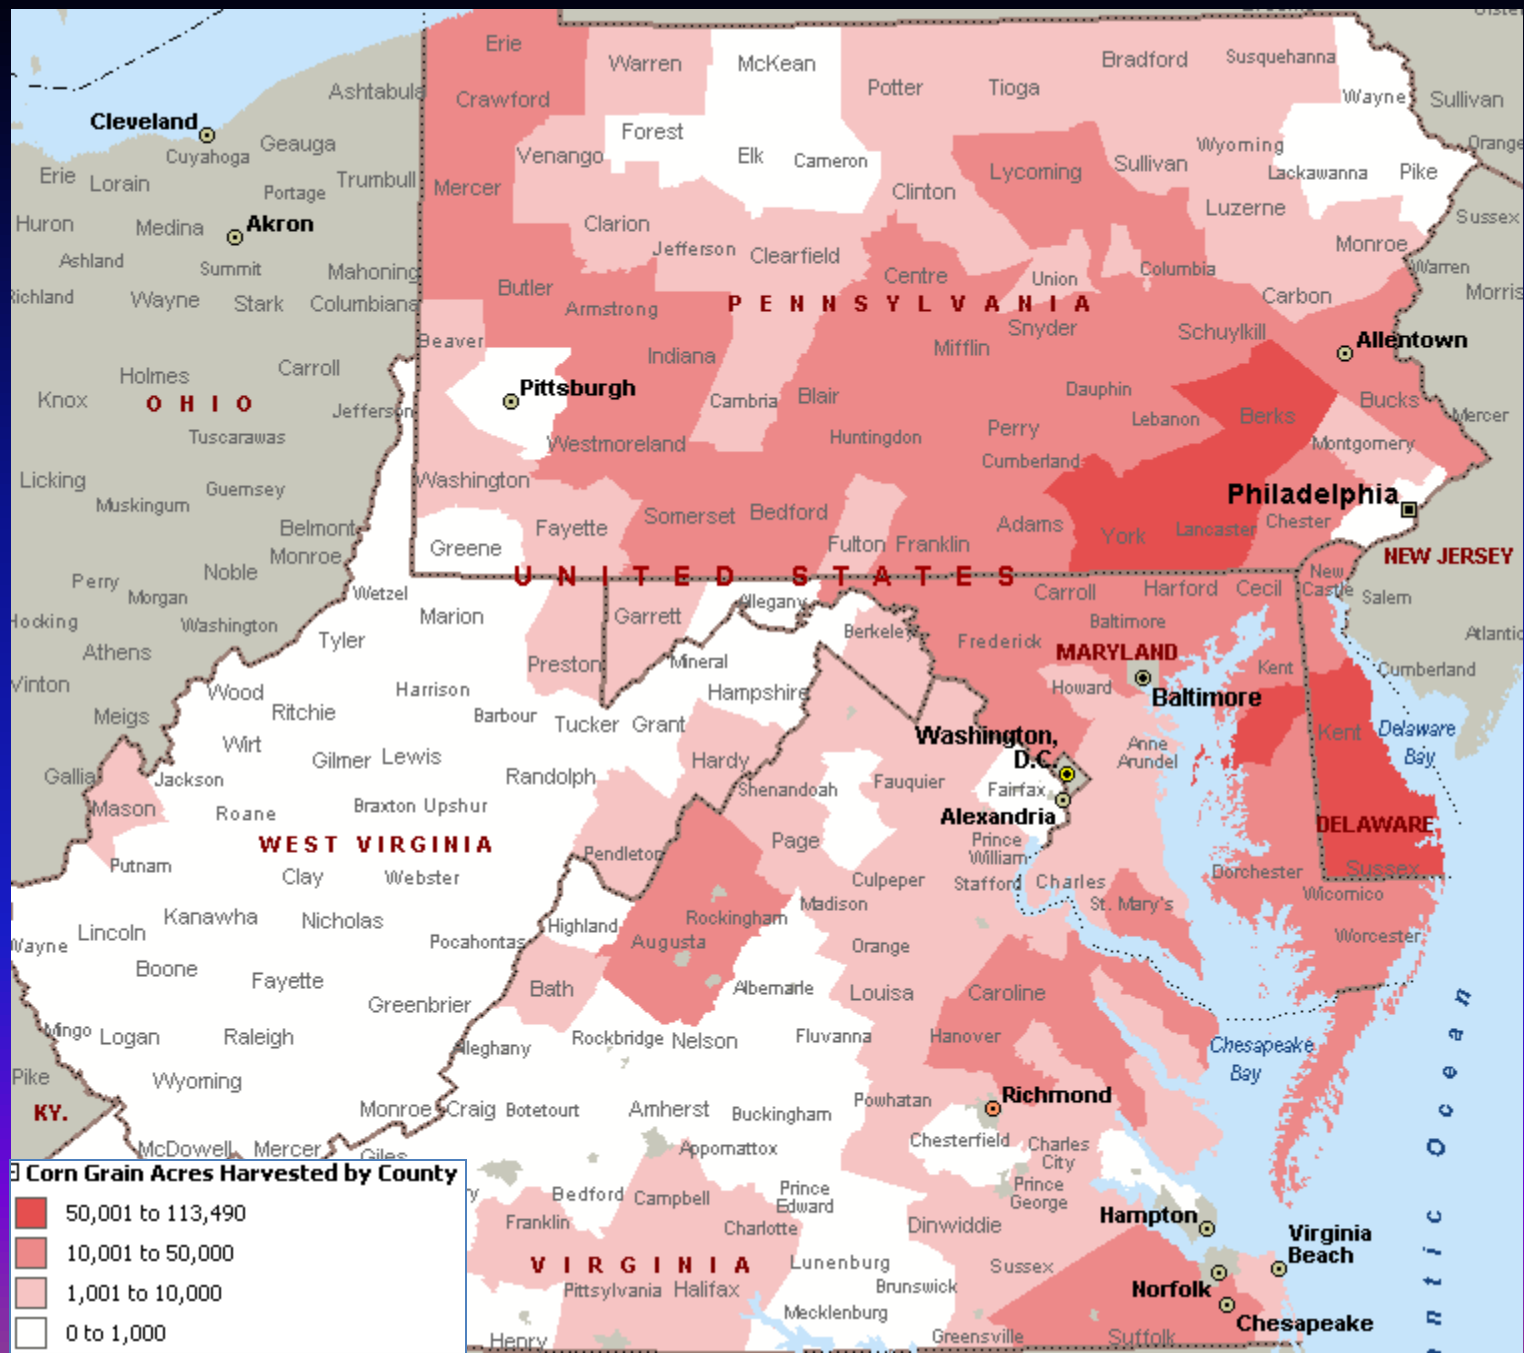 Erie
Warren
McKean
Bradford
Susquehanna
Potter
Tioga
Ashtabula
Crawford
Wayne
Sullivan
Cleveland
Forest
Geauga
Cuyahoga
Venango
Elk
Cameron
Wyoming
Orange
Sullivan
Lycoming
Lackawanna
Pike
Erie
Lorain
Trumbull
Portage
Mercer
Clinton
Luzerne
Huron
Medina
Akron
Clarion
Jefferson
Clearfield
Sussex
Monroe
Ashland
Summit
Mahoning
Centre
Union
Columbia
Warren
Richland
Wayne
Stark
Columbiana
Butler
Armstrong
PENNSYLVANIA
Carbon
Morris
Snyder
Schuylkill
Beaver
Indiana
Mifflin
Allentown
Holmes
Carroll
Pittsburgh
Dauphin
Knox
OHIO
Jefferson
Cambria
Blair
Lebanon
Berks
Bucks
Mercer
Tuscarawas
Westmoreland
Huntingdon
Perry
Montgomery
Cumberland
Licking
Guernsey
Washington
Philadelphia
Muskingum
Belmont
Fayette
Somerset
Bedford
Adams
York
Lancaster
Chester
Monroe
Greene
Fulton
Franklin
NEW JERSEY
Perry
Noble
UNITED STATES
New
Castle
Morgan
Wetzel
Allegany
Carroll
Harford
Cecil
Salem
Hocking
Washington
Tyler
Marion
Garrett
Berkeley
Frederick
Baltimore
Atlantic
Athens
Preston
Mineral
MARYLAND
Kent
Cumberland
Vinton
Wood
Harrison
Hampshire
Howard
Baltimore
Meigs
Ritchie
Barbour
Tucker
Grant
Washington,
D.C.
Kent
Delaware
Bay
Wirt
Gilmer
Lewis
Hardy
Anne
Arundel
Gallia
Jackson
Randolph
Shenandoah
Fauquier
Fairfax
Mason
Roane
Braxton
Upshur
Alexandria
DELAWARE
WEST VIRGINIA
Page
Prince
William
Putnam
Clay
Webster
Pendleton
Culpeper
Stafford
Charles
Dorchester
Sussex
Kanawha
Nicholas
Highland
Rockingham
Madison
St. Mary's
Wicomico
Wayne
Lincoln
Pocahontas
Augusta
Orange
Worcester
Boone
Fayette
Bath
Albemarle
Louisa
Caroline
Greenbrier
Mingo
Logan
Raleigh
Alleghany
Rockbridge
Nelson
Fluvanna
Hanover
Chesapeake
Bay
Pike
Wyoming
KY.
Monroe
Craig
Botetourt
Amherst
Buckingham
Powhatan
Richmond
McDowell
Mercer
Giles
Appomattox
Chesterfield
Charles
City
Bedford
Campbell
Prince
Edward
Prince
George
Franklin
Charlotte
Dinwiddie
Hampton
Virginia
Beach
VIRGINIA
Lunenburg
Sussex
Pittsylvania
Halifax
Brunswick
Norfolk
Mecklenburg
Henry
Greensville
Suffolk
Chesapeake
ntic Ocean
Corn Grain Acres Harvested by County
50,001 to 113,490
10,001 to 50,000
1,001 to 10,000
0 to 1,000